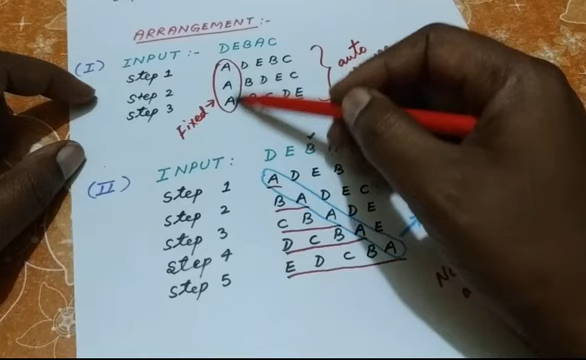 ARRANGEMENT:-
(I) INPUT:- DEBAC
Step 1 A D E B C
Step 2 A B D E C
Step 3 A D E
Fixed
auto
(II) INPUT: D E B
Step 1 A D E B
Step 2 B A D E C
Step 3 C B A D E
Step 4 D C B A E
Step 5 E D C B A